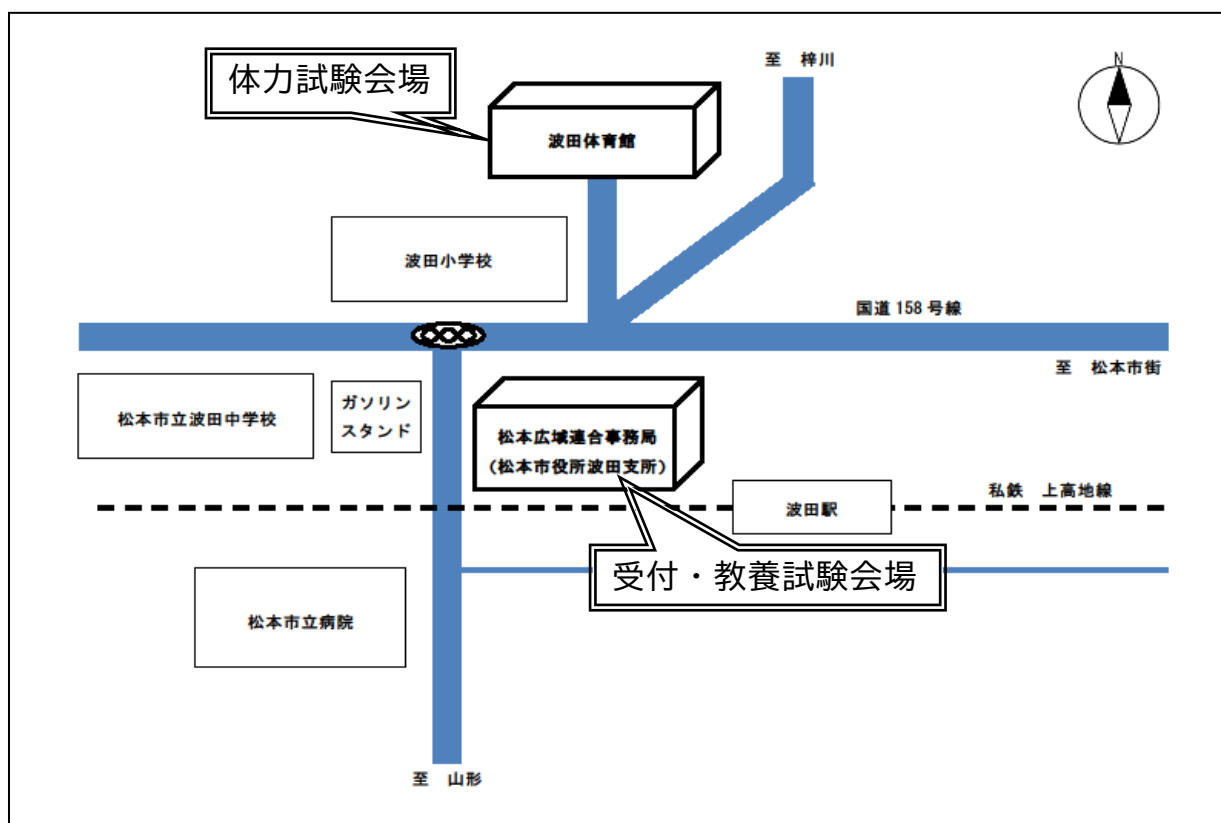 体力試験会場
至　梓川
N
波田体育館
波田小学校
国道158号線
至　松本市街
松本市立波田中学校
ガソリン
スタンド
松本広域連合事務局
(松本市役所波田支所)
私鉄　上高地線
波田駅
受付・教養試験会場
松本市立病院
至　山形